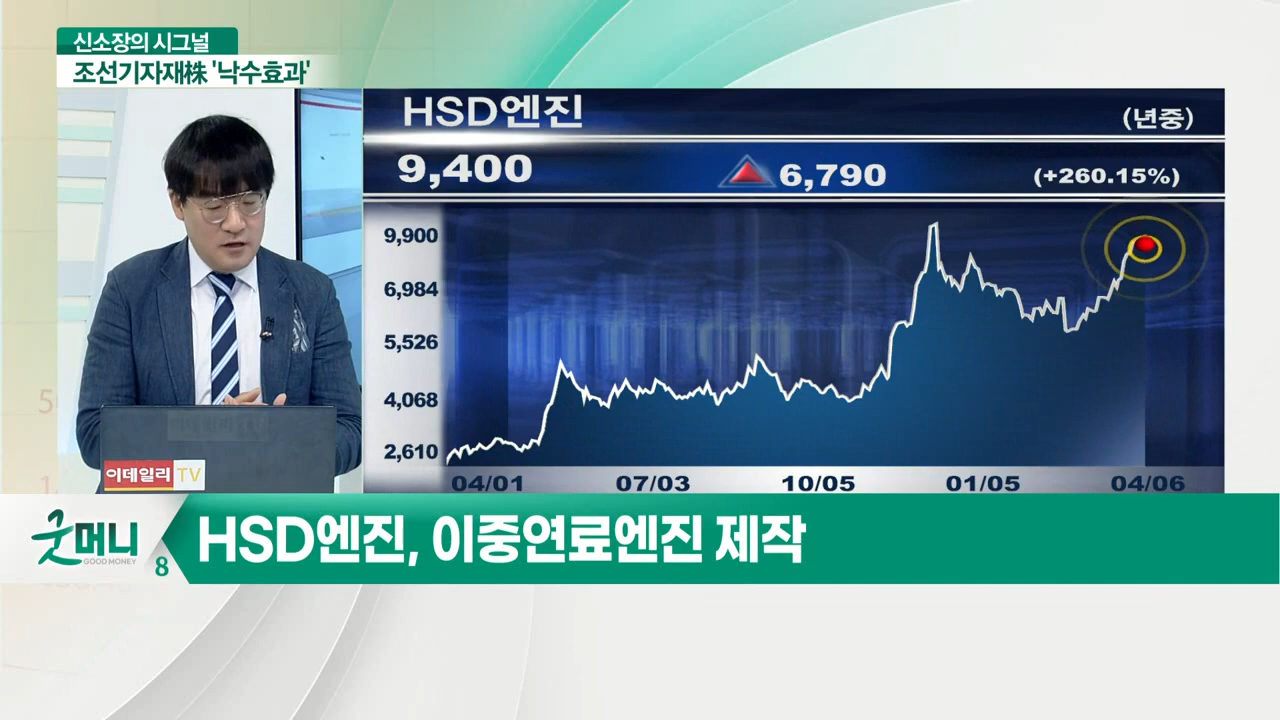 신소장의 시그널
조선기자재株 '낙수효과'
HSD엔진 (년중)
9,400 6,790 (+260.15%)
9,900
6,984
5,526
4,068
2,610
04/01 07/03 10/05 01/05 04/06
이데일리TV
굿머니
GOOD MONEY
8
HSD엔진, 이중연료엔진 제작